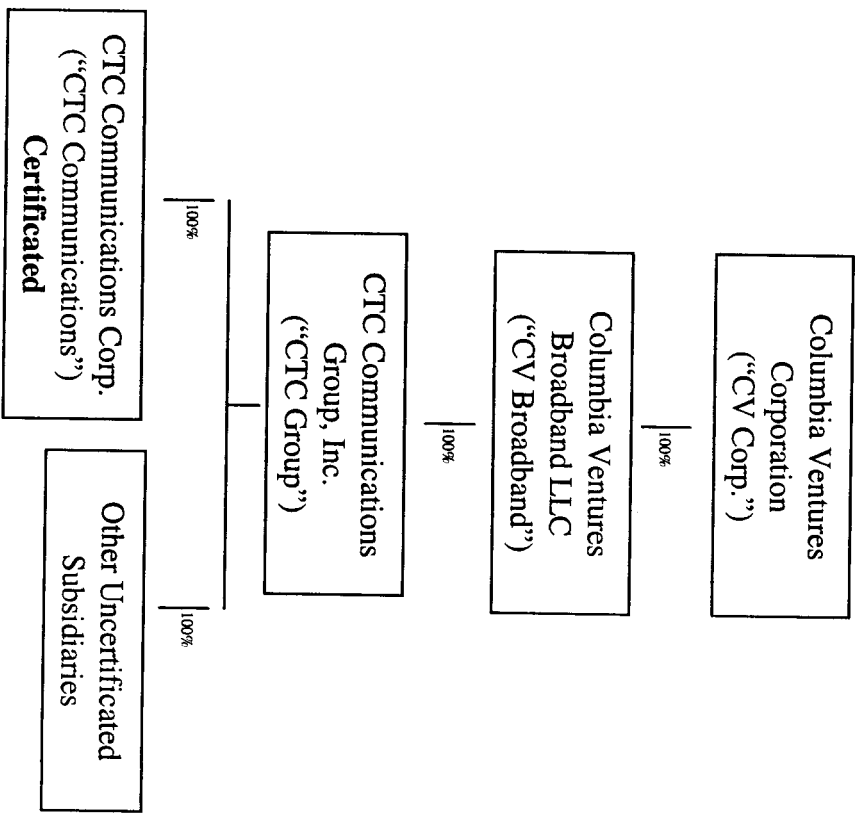 Columbia Ventures
Corporation
("CV Corp.")
100%
Columbia Ventures
Broadband LLC
("CV Broadband")
100%
CTC Communications
Group, Inc.
("CTC Group")
100%
100%
CTC Communications Corp.
("CTC Communications")
Certificated
Other Uncertificated
Subsidiaries